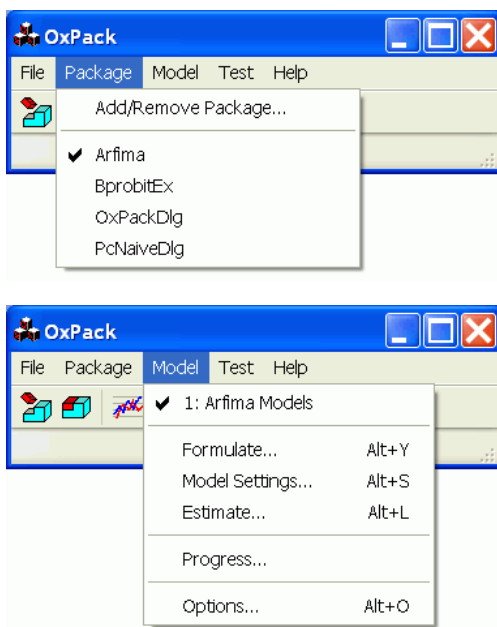 OxPack
File Package Model Test Help
Add/Remove Package...
Arfima
BprobitEx
OxPackDlg
PcNaiveDlg
OxPack
File Package Model Test Help
1: Arfima Models
Formulate... Alt+Y
Model Settings... Alt+S
Estimate... Alt+L
Progress...
Options... Alt+O